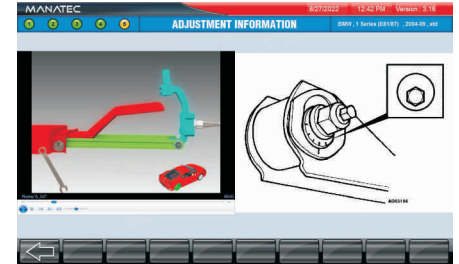 MANATEC
8/27/2022 12:42 PM Version : 3.16
1 2 3 4 5
ADJUSTMENT INFORMATION
BMW , 1 Series (E81/87) , 2004-09 , std